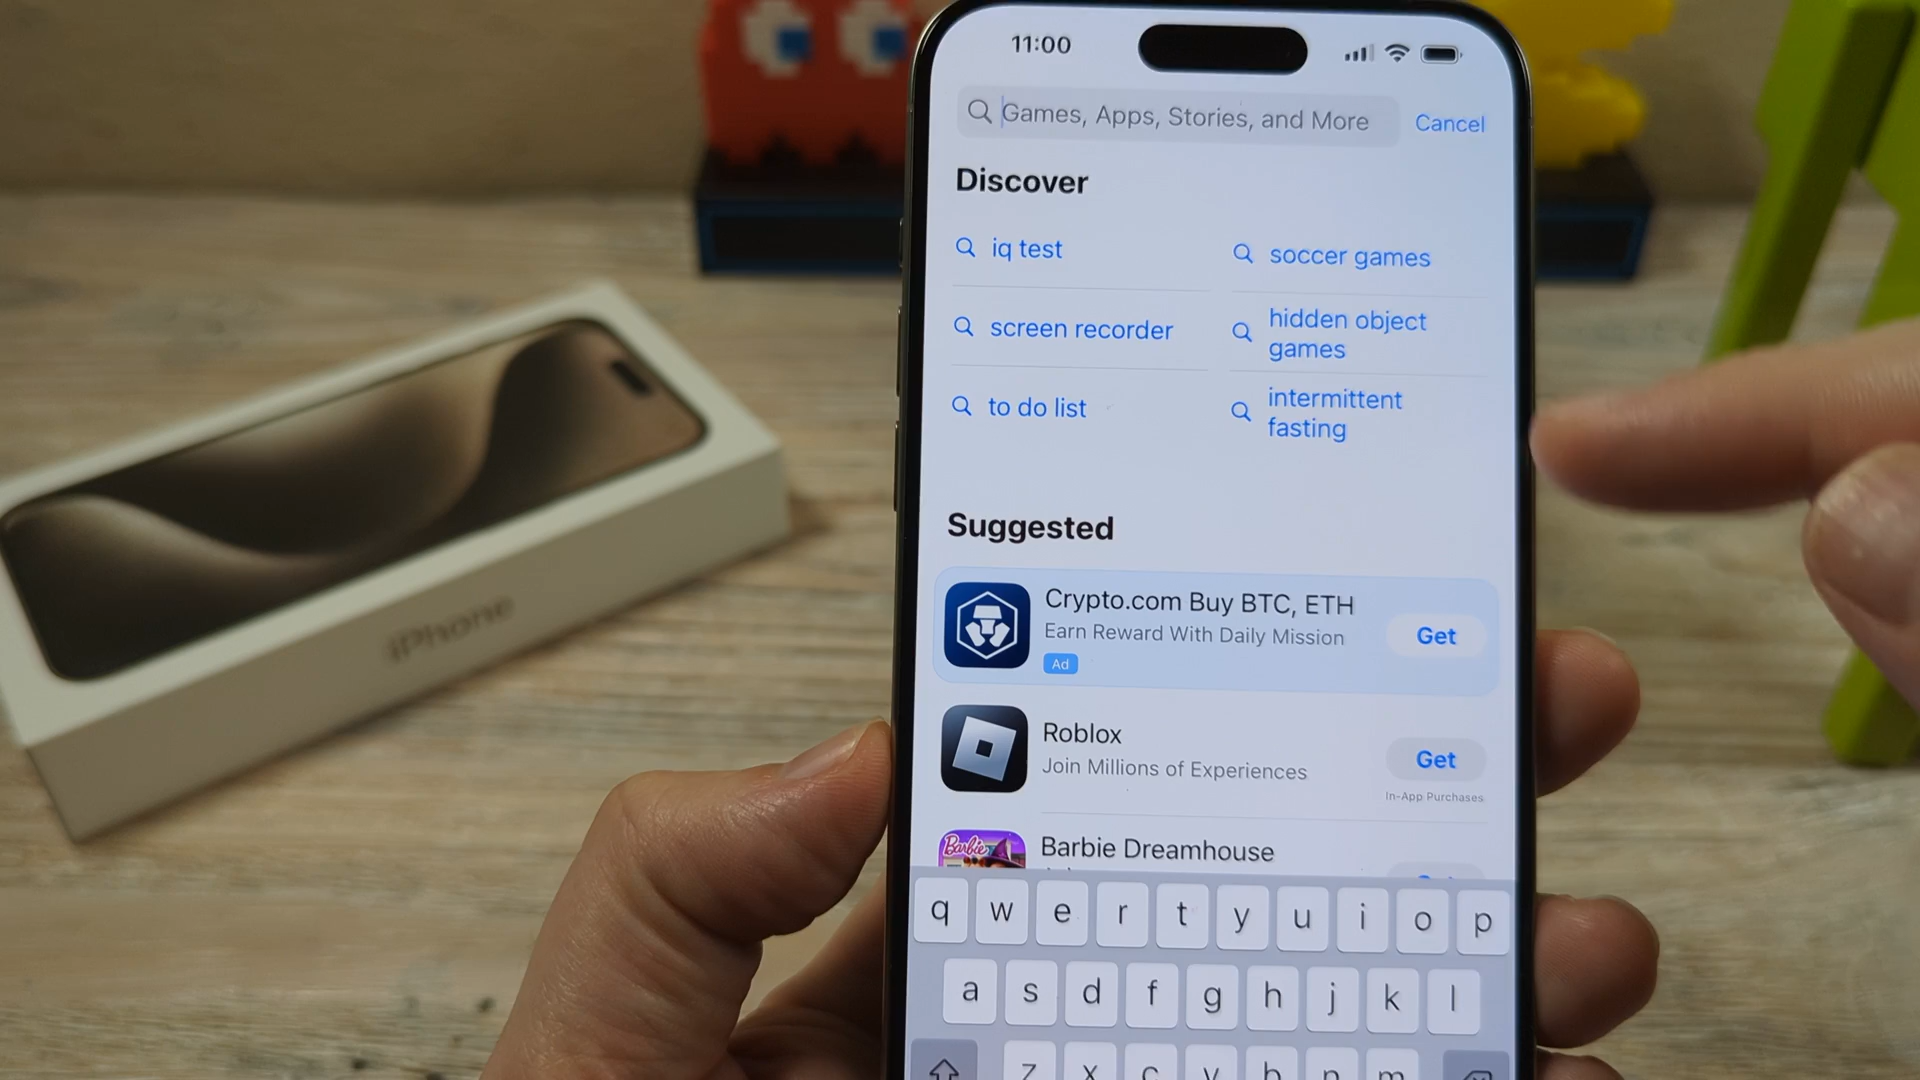 11:00
Games, Apps, Stories, and More
Cancel
Discover
iq test
soccer games
screen recorder
hidden object
games
to do list
intermittent
fasting
Suggested
Crypto.com Buy BTC, ETH
Earn Reward With Daily Mission
Ad
Get
Roblox
Join Millions of Experiences
Get
In-App Purchases
Barbie
Barbie Dreamhouse
q w e r t y u i o p
a s d f g h j k l
z x c v b n m
iPhone